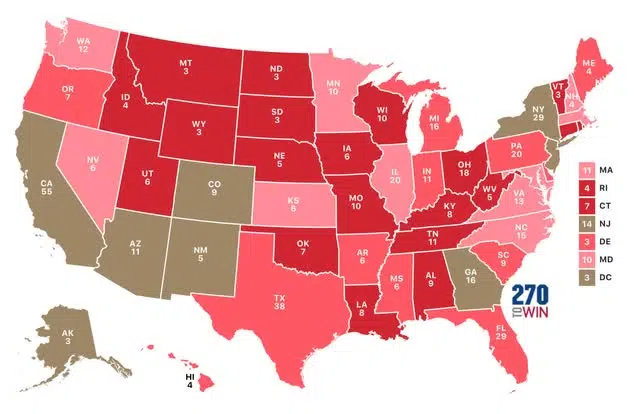 WA
12
OR
7
CA
55
NV
6
ID
4
MT
3
WY
3
UT
6
AZ
11
CO
9
NM
5
ND
3
SD
3
NE
5
KS
6
OK
7
TX
38
MN
10
IA
6
MO
10
AR
6
LA
8
WI
10
IL
20
MI
16
IN
11
OH
18
KY
8
TN
11
MS
6
AL
9
GA
16
FL
29
SC
9
NC
15
VA
13
WV
5
PA
20
NY
29
VT
3
NH
4
ME
4
AK
3
HI
4
11 MA
4 RI
7 CT
14 NJ
3 DE
10 MD
3 DC
270
TOWIN